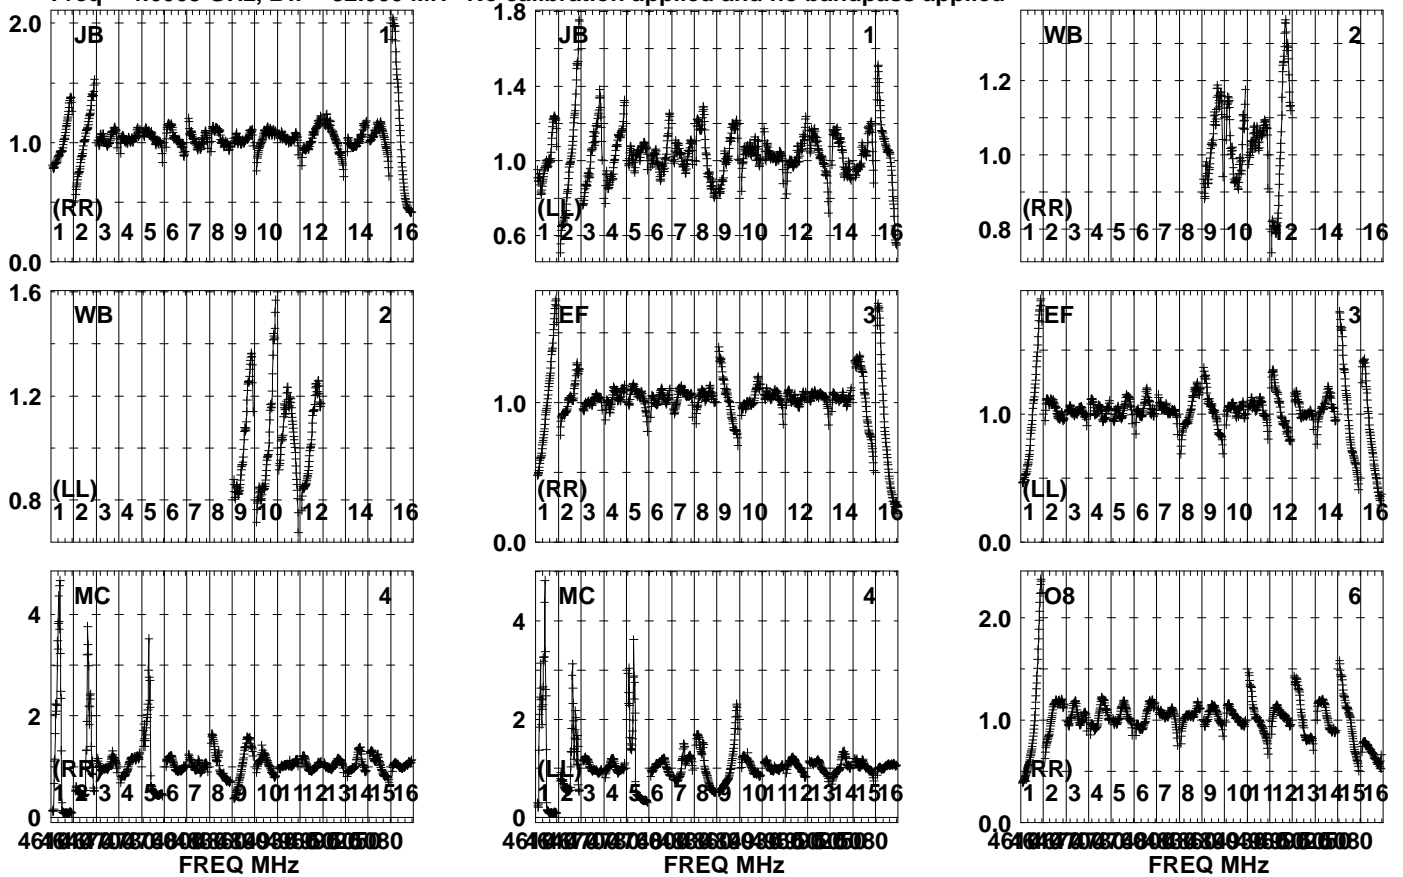 JB 1
2.0
1.0
0.0
(RR)
1 2 3 4 5 6 7 8 9 10 12 14 16
JB 1
1.8
1.4
1.0
0.6
(LL)
1 2 3 4 5 6 7 8 9 10 12 14 16
WB 2
1.2
1.0
0.8
(RR)
1 2 3 4 5 6 7 8 9 10 12 14 16
WB 2
1.6
1.2
0.8
(LL)
1 2 3 4 5 6 7 8 9 10 12 14 16
EF 3
1.0
0.0
(RR)
1 2 3 4 5 6 7 8 9 10 12 14 16
EF 3
1.0
0.0
(LL)
1 2 3 4 5 6 7 8 9 10 12 14 16
MC 4
4
2
0
(RR)
1 2 3 4 5 6 7 8 9 10 11 12 13 14 15 16
FREQ MHz
MC 4
4
2
0
(LL)
1 2 3 4 5 6 7 8 9 10 11 12 13 14 15 16
FREQ MHz
O8 6
2.0
1.0
0.0
(RR)
1 2 3 4 5 6 7 8 9 10 11 12 13 14 15 16
FREQ MHz